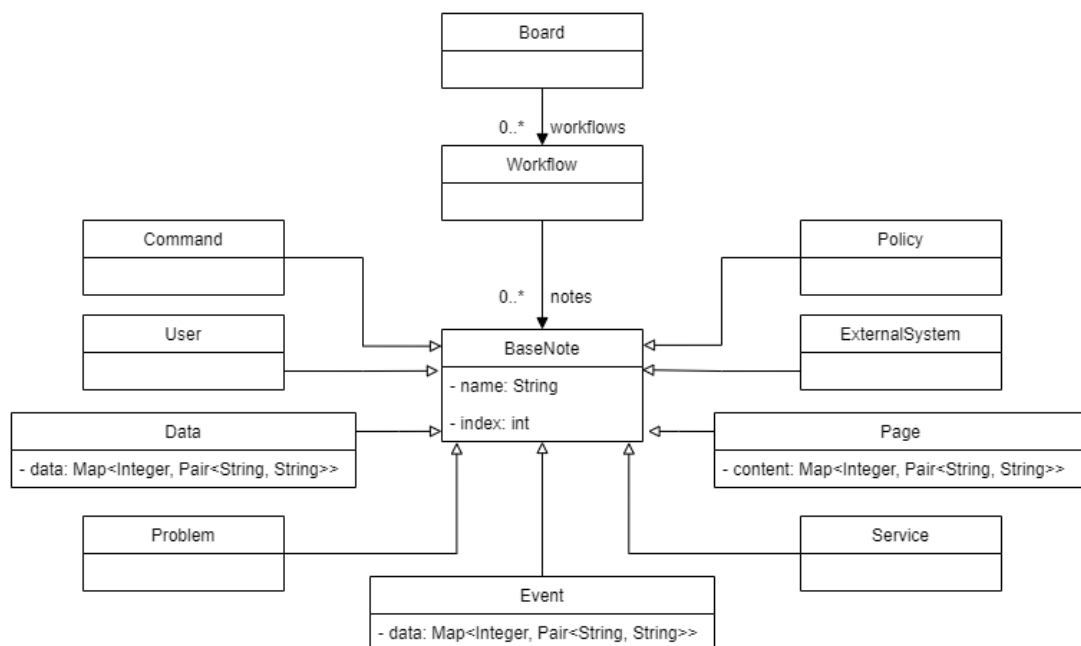 Board
0..* workflows
Workflow
Command
Policy
0..* notes
User
BaseNote
ExternalSystem
- name: String
- index: int
Data
- data: Map<Integer, Pair<String, String>>
Page
- content: Map<Integer, Pair<String, String>>
Problem
Service
Event
- data: Map<Integer, Pair<String, String>>